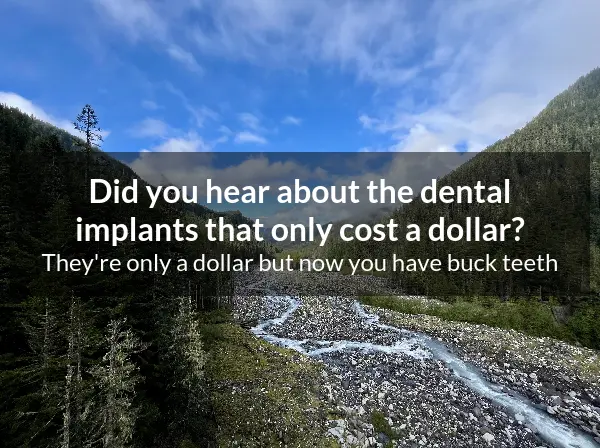 Did you hear about the dental
implants that only cost a dollar?
They're only a dollar but now you have buck teeth